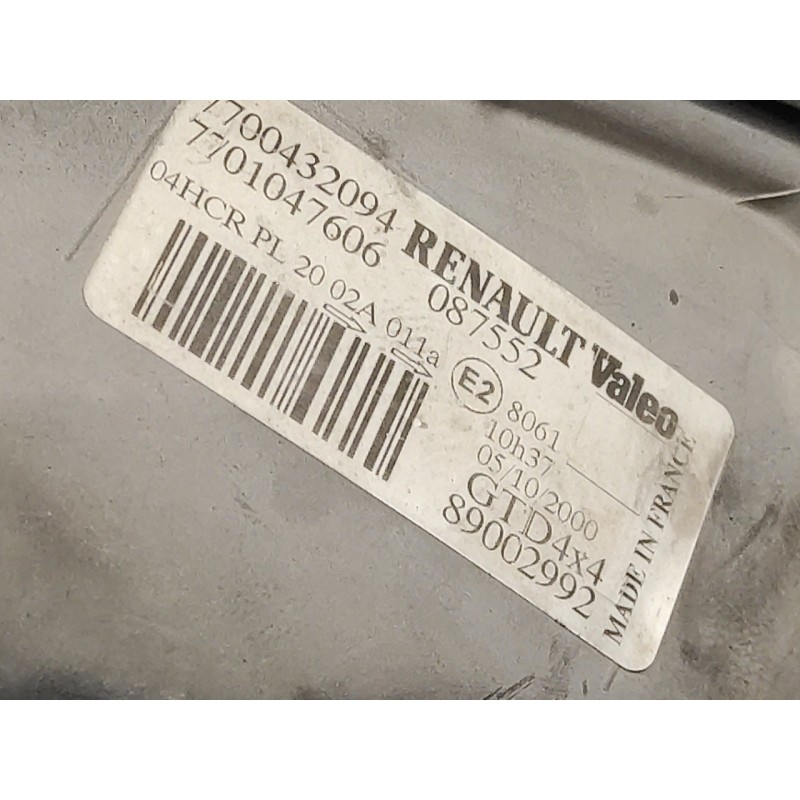 7700432094
7701047606
04HCR PL 20 02A 011a
RENAULT
087552
Valeo
E2
8061
10h37
05/10/2000
GTD4x4
89002992
MADE IN FRANCE